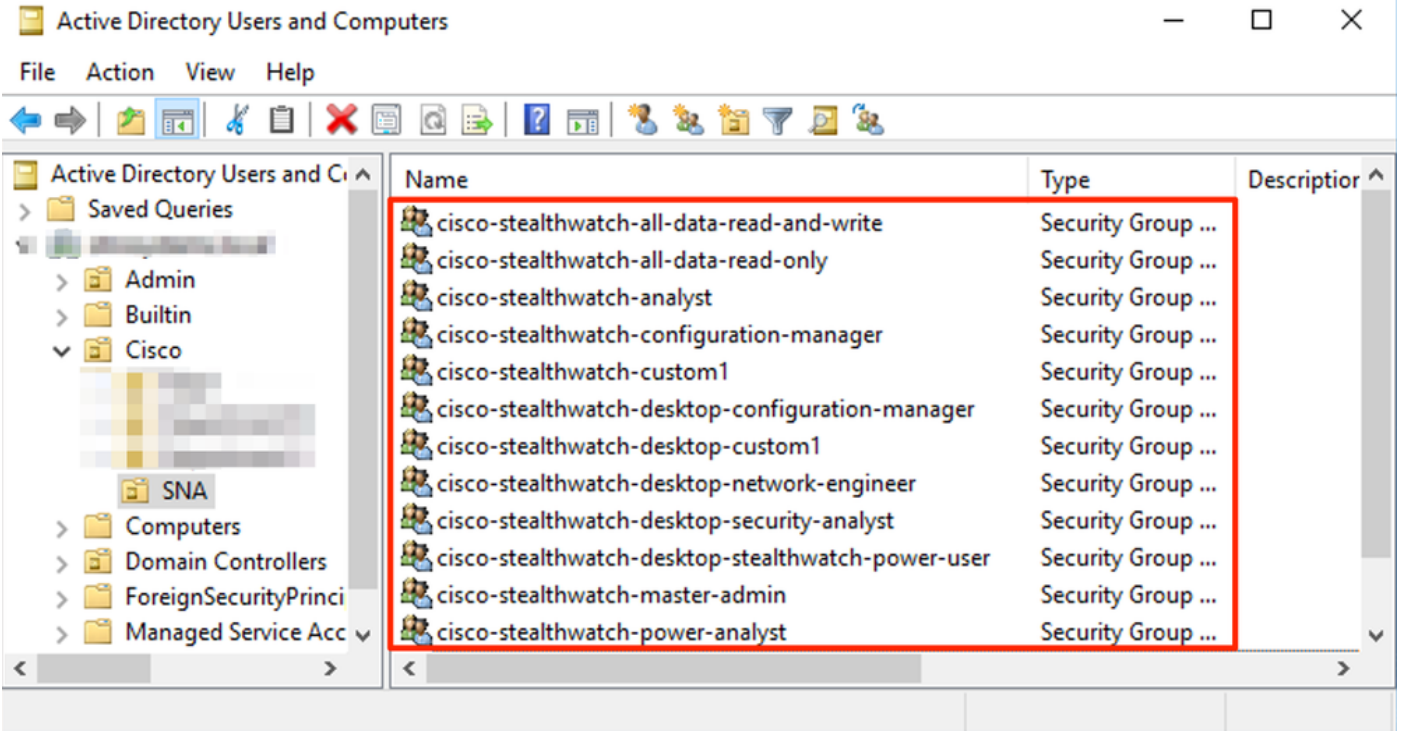 Active Directory Users and Computers
File Action View Help
Active Directory Users and C
Saved Queries
Admin
Builtin
Cisco
SNA
Computers
Domain Controllers
ForeignSecurityPrinci
Managed Service Acc
Name Type Description
cisco-stealthwatch-all-data-read-and-write Security Group ...
cisco-stealthwatch-all-data-read-only Security Group ...
cisco-stealthwatch-analyst Security Group ...
cisco-stealthwatch-configuration-manager Security Group ...
cisco-stealthwatch-custom1 Security Group ...
cisco-stealthwatch-desktop-configuration-manager Security Group ...
cisco-stealthwatch-desktop-custom1 Security Group ...
cisco-stealthwatch-desktop-network-engineer Security Group ...
cisco-stealthwatch-desktop-security-analyst Security Group ...
cisco-stealthwatch-desktop-stealthwatch-power-user Security Group ...
cisco-stealthwatch-master-admin Security Group ...
cisco-stealthwatch-power-analyst Security Group ...